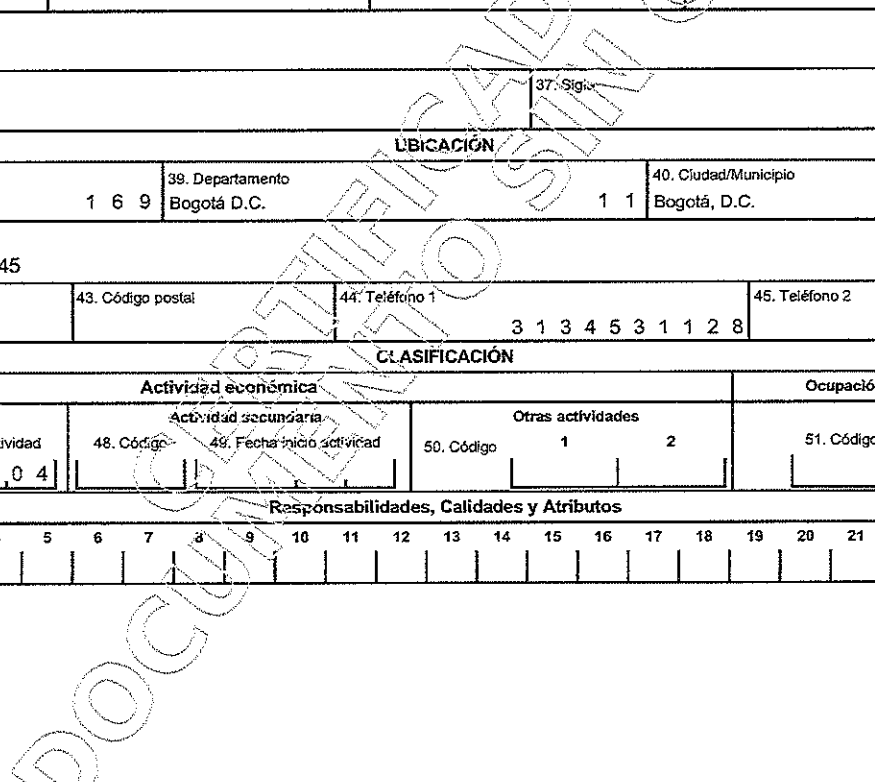 37. Sigla
UBICACIÓN
39. Departamento 40. Ciudad/Municipio
1 6 9 Bogotá D.C. 1 1 Bogotá, D.C.
45
43. Código postal 44. Teléfono 1 45. Teléfono 2
3 1 3 4 5 3 1 1 2 8
CLASIFICACIÓN
Actividad económica Ocupació
Actividad secundaria Otras actividades
ividad 48. Código 49. Fecha inicio actividad 50. Código 1 2 51. Código
0 4
Responsabilidades, Calidades y Atributos
5 6 7 8 9 10 11 12 13 14 15 16 17 18 19 20 21
CERTIFICAD
DOCUMENTO SIN